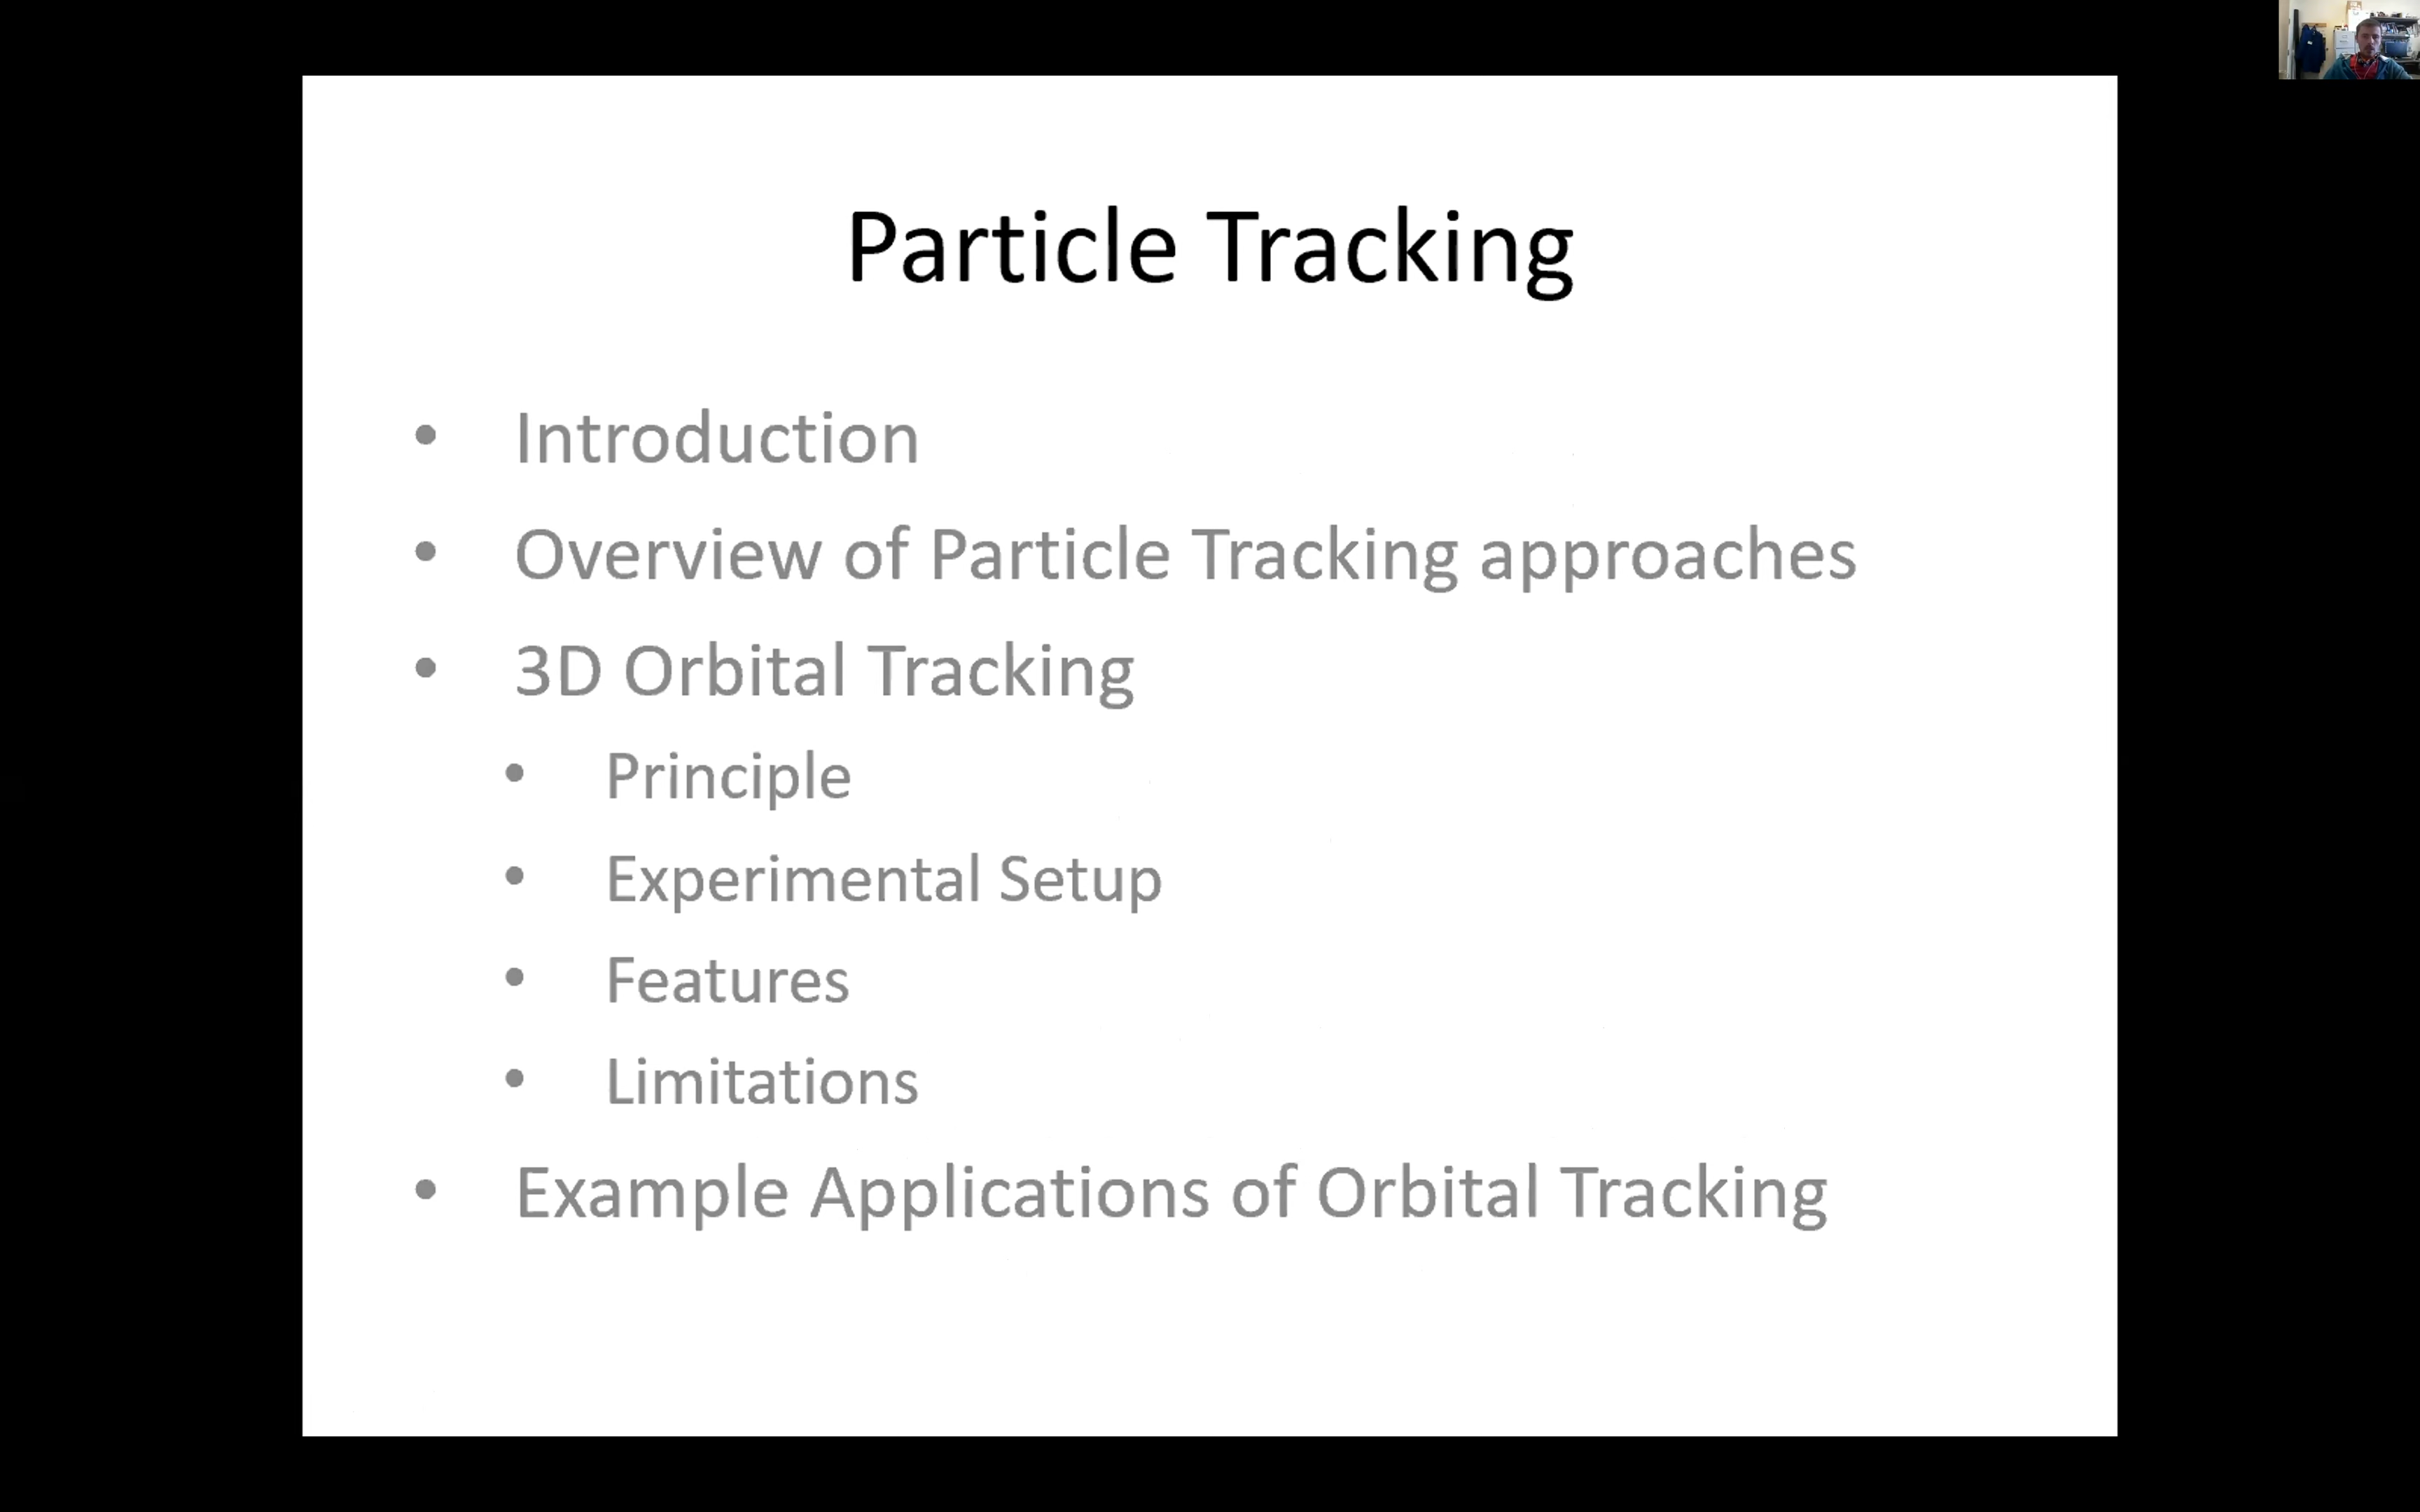 Particle Tracking
• Introduction
• Overview of Particle Tracking approaches
• 3D Orbital Tracking
• Principle
• Experimental Setup
• Features
• Limitations
• Example Applications of Orbital Tracking